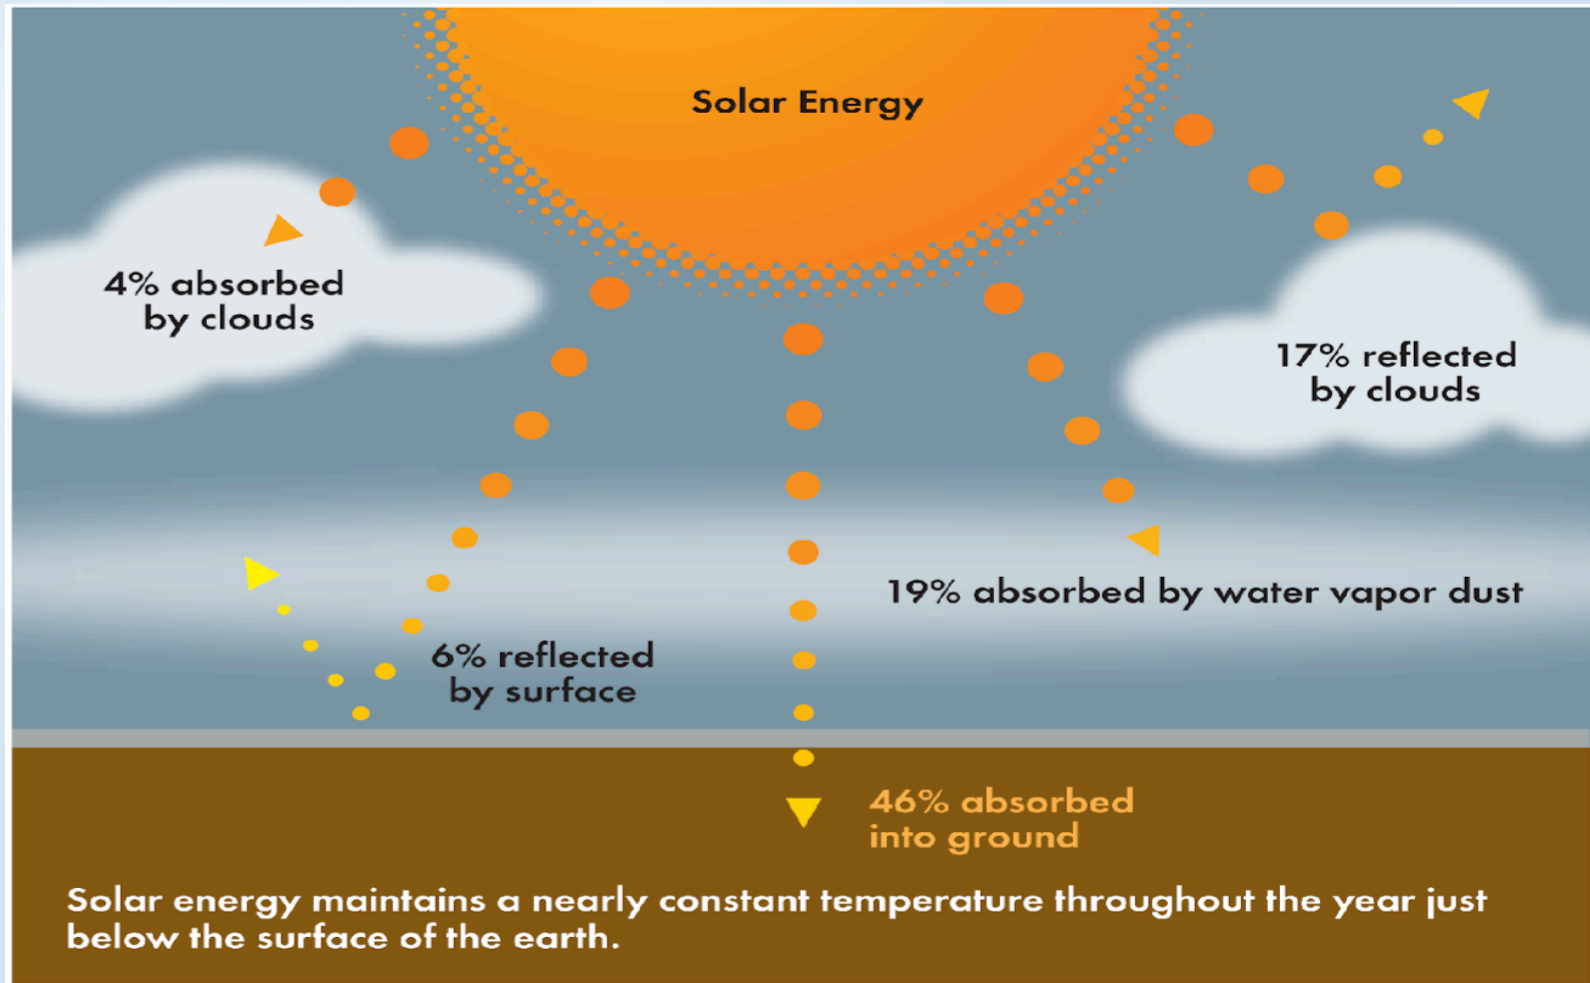 Solar Energy
4% absorbed
by clouds
17% reflected
by clouds
19% absorbed by water vapor dust
6% reflected
by surface
46% absorbed
into ground
Solar energy maintains a nearly constant temperature throughout the year just
below the surface of the earth.